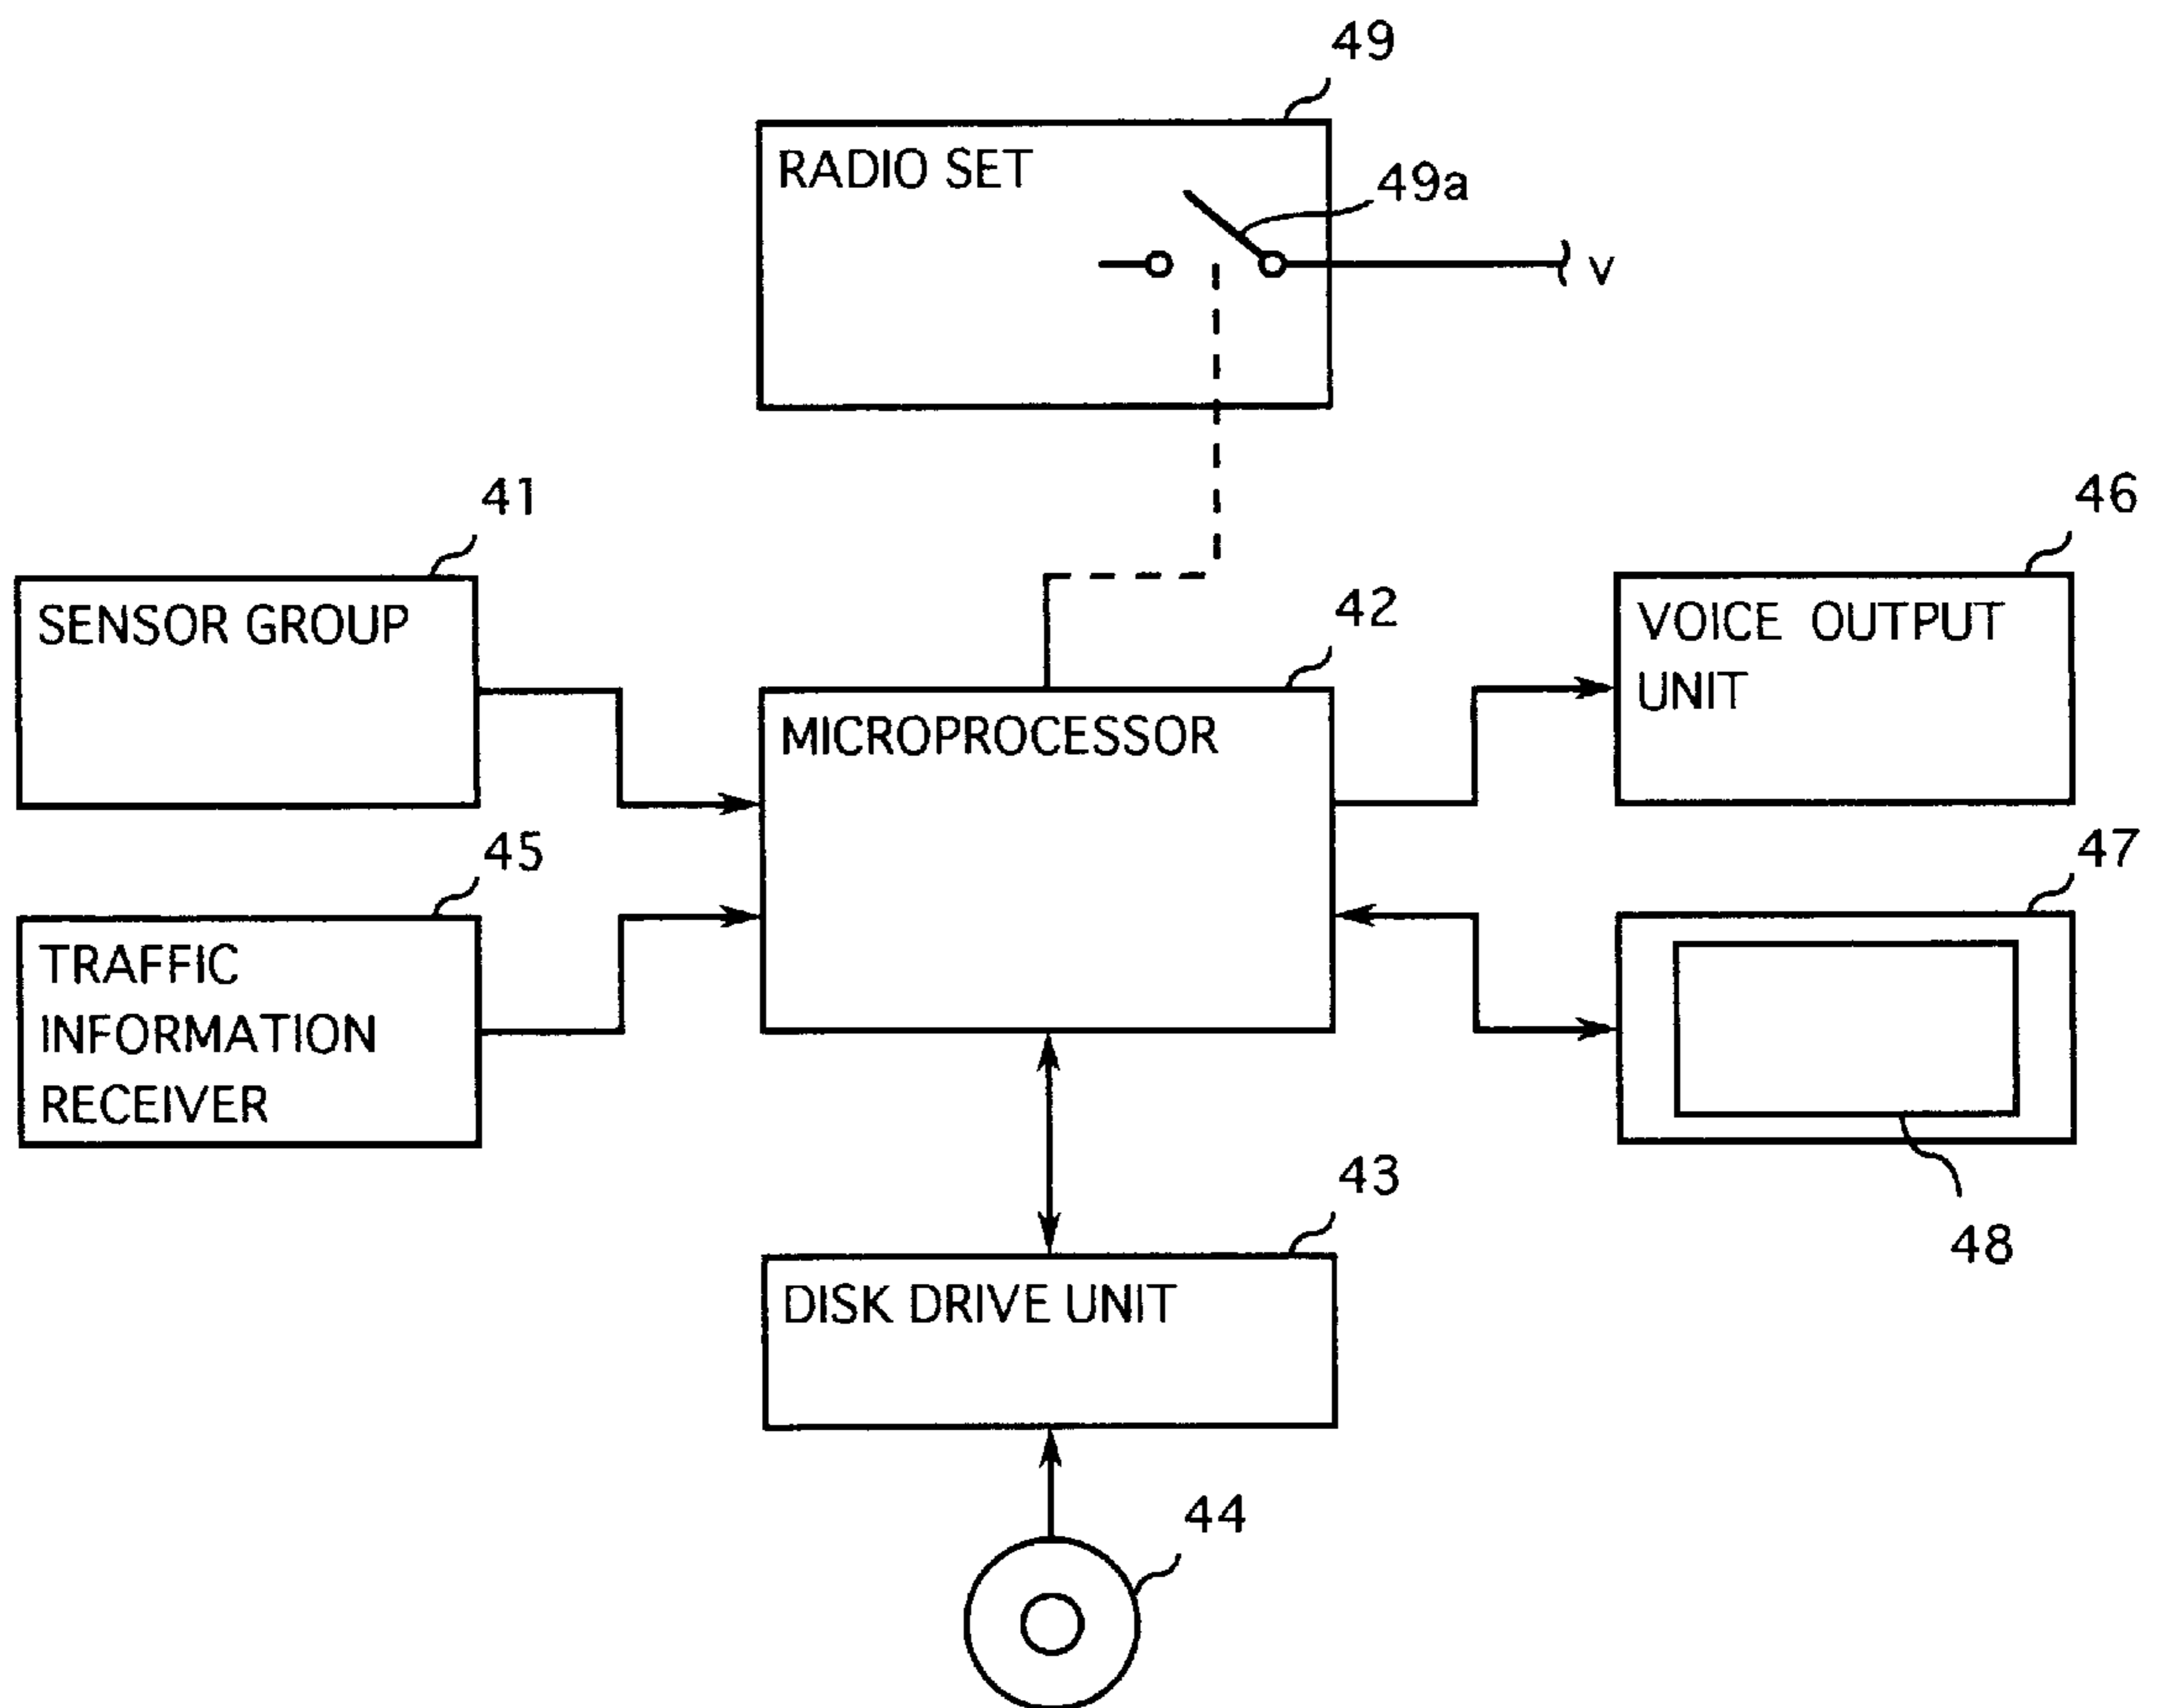 49
RADIO SET
49a
V
41
46
SENSOR GROUP
42
VOICE OUTPUT
UNIT
MICROPROCESSOR
45
47
TRAFFIC
INFORMATION
RECEIVER
43
48
DISK DRIVE UNIT
44